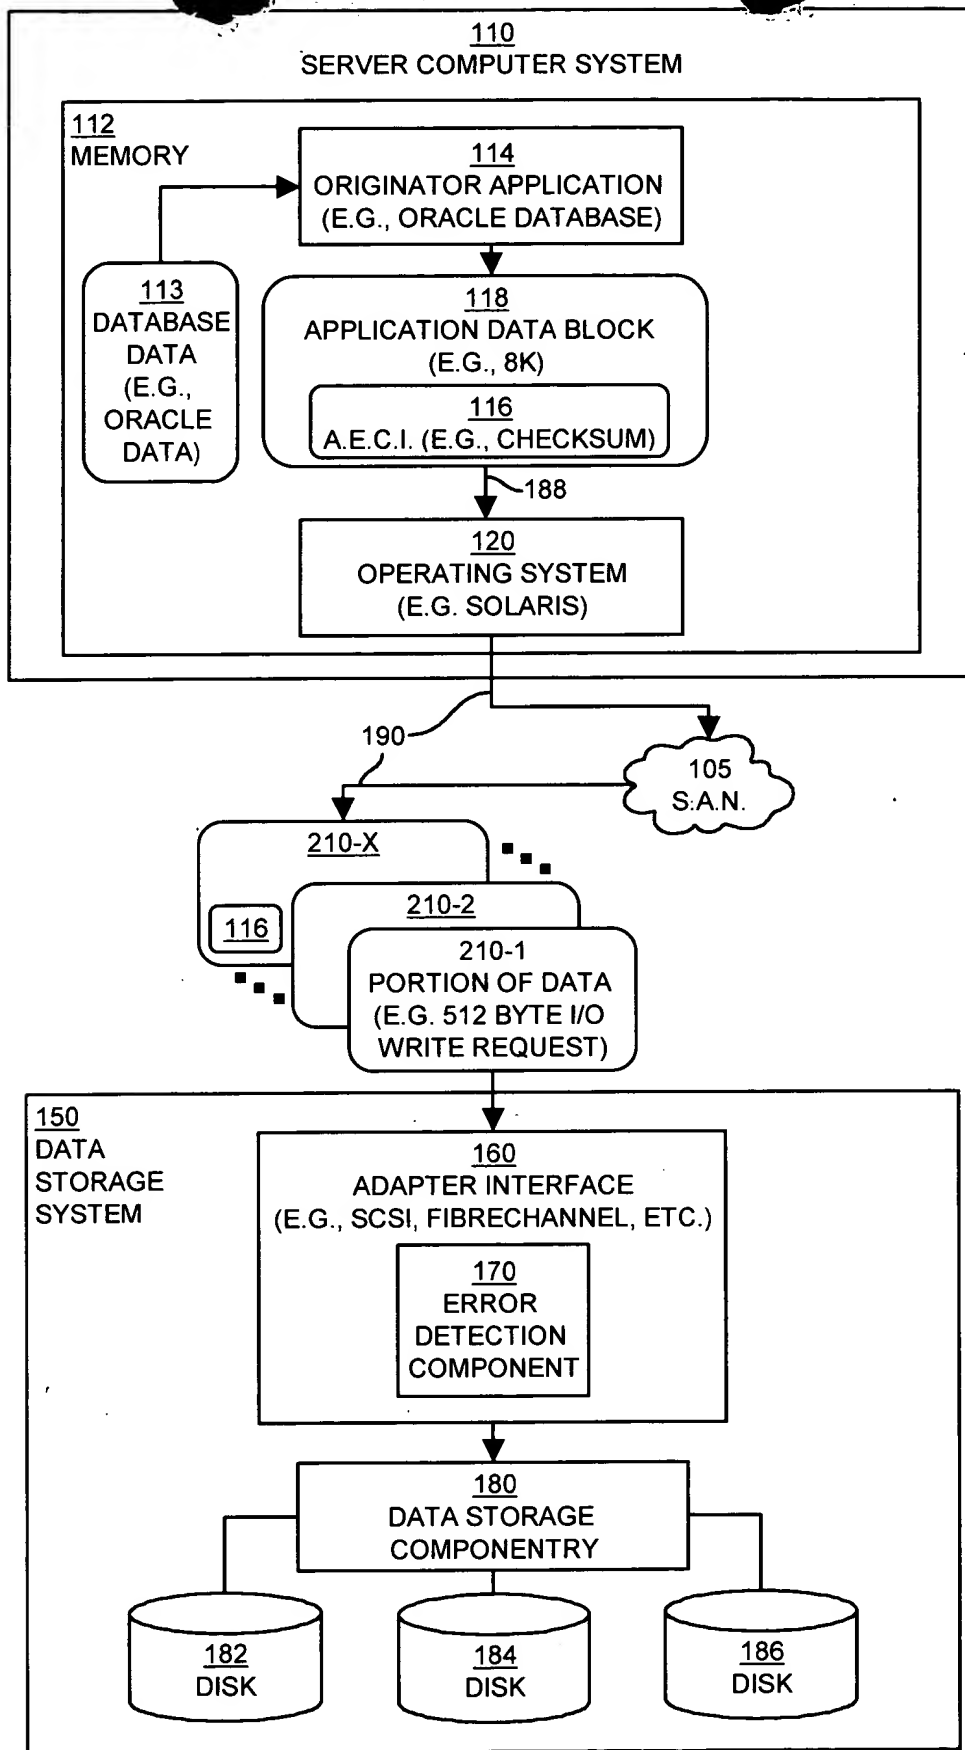 110
SERVER COMPUTER SYSTEM
112
MEMORY
114
ORIGINATOR APPLICATION
(E.G., ORACLE DATABASE)
113
DATABASE
DATA
(E.G.,
ORACLE
DATA)
118
APPLICATION DATA BLOCK
(E.G., 8K)
116
A.E.C.I. (E.G., CHECKSUM)
188
120
OPERATING SYSTEM
(E.G. SOLARIS)
190
105
S.A.N.
210-X
116
210-2
210-1
PORTION OF DATA
(E.G. 512 BYTE I/O
WRITE REQUEST)
150
DATA
STORAGE
SYSTEM
160
ADAPTER INTERFACE
(E.G., SCSI, FIBRECHANNEL, ETC.)
170
ERROR
DETECTION
COMPONENT
180
DATA STORAGE
COMPONENTRY
182
DISK
184
DISK
186
DISK